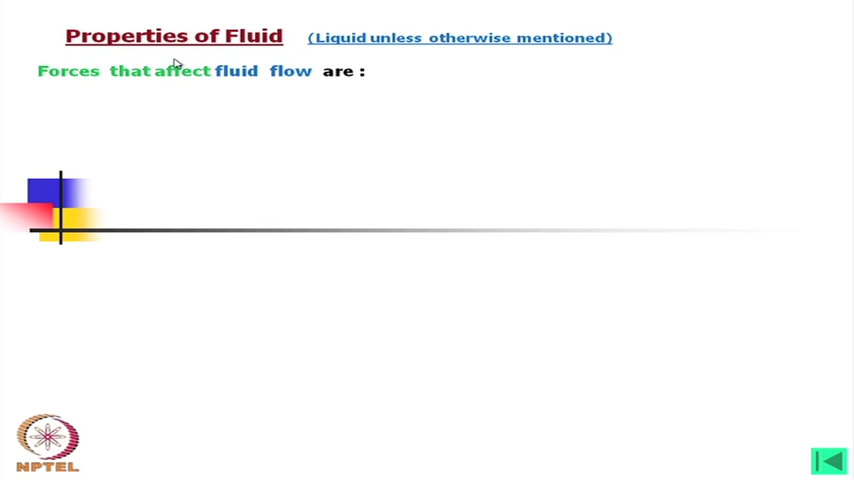 Properties of Fluid (Liquid unless otherwise mentioned)
Forces that affect fluid flow are :
NPTEL